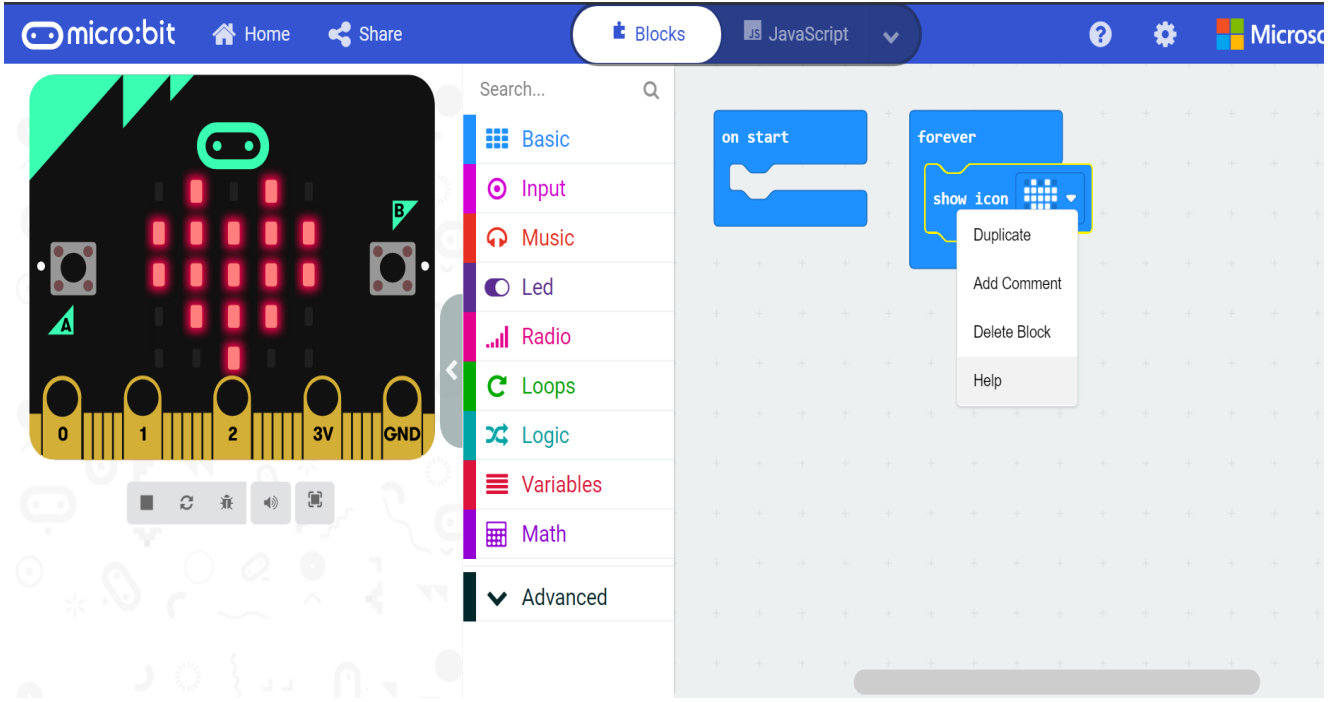 micro:bit Home Share Blocks JS JavaScript ? Microso
Search...
Basic
Input
Music
Led
Radio
Loops
Logic
Variables
Math
Advanced
B
A
0 1 2 3V GND
on start
forever
show icon
Duplicate
Add Comment
Delete Block
Help